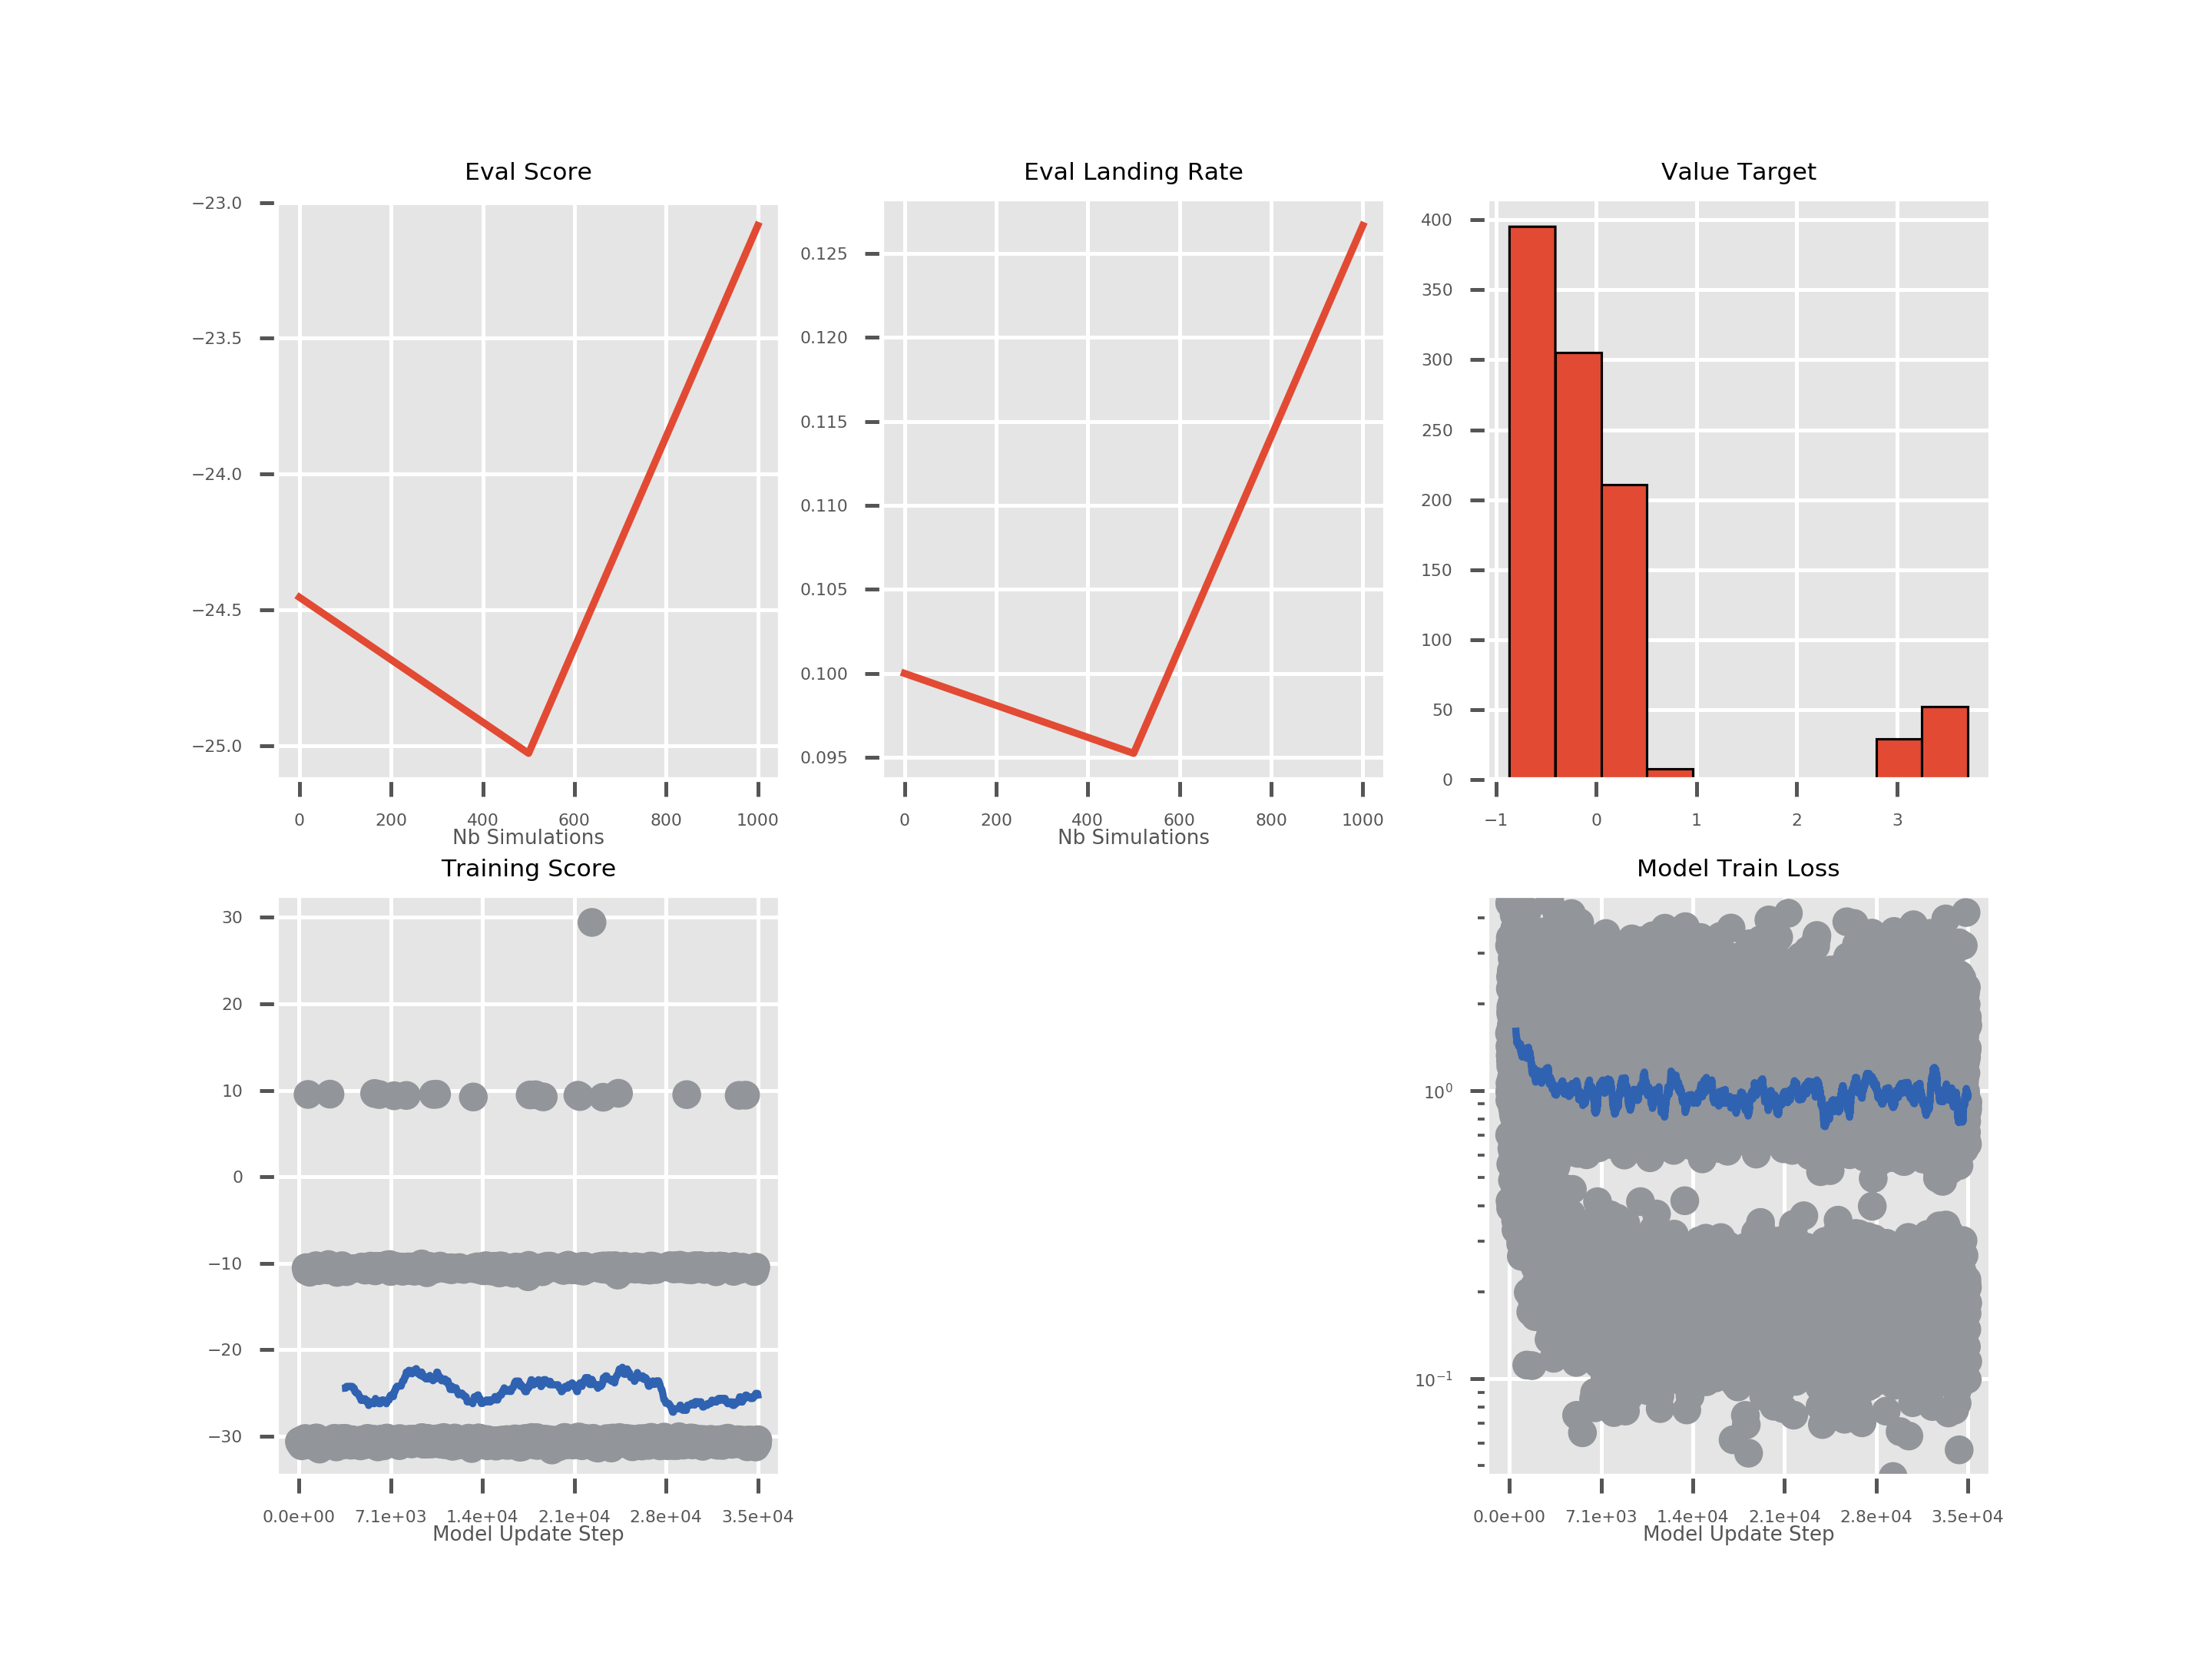 Eval Score
−23.0
−23.5
−24.0
−24.5
−25.0
0 200 400 600 800 1000
Nb Simulations
Eval Landing Rate
0.125
0.120
0.115
0.110
0.105
0.100
0.095
0 200 400 600 800 1000
Nb Simulations
Value Target
400
350
300
250
200
150
100
50
0
−1 0 1 2 3
Training Score
30
20
10
0
−10
−20
−30
0.0e+00 7.1e+03 1.4e+04 2.1e+04 2.8e+04 3.5e+04
Model Update Step
Model Train Loss
10⁰
10⁻¹
0.0e+00 7.1e+03 1.4e+04 2.1e+04 2.8e+04 3.5e+04
Model Update Step